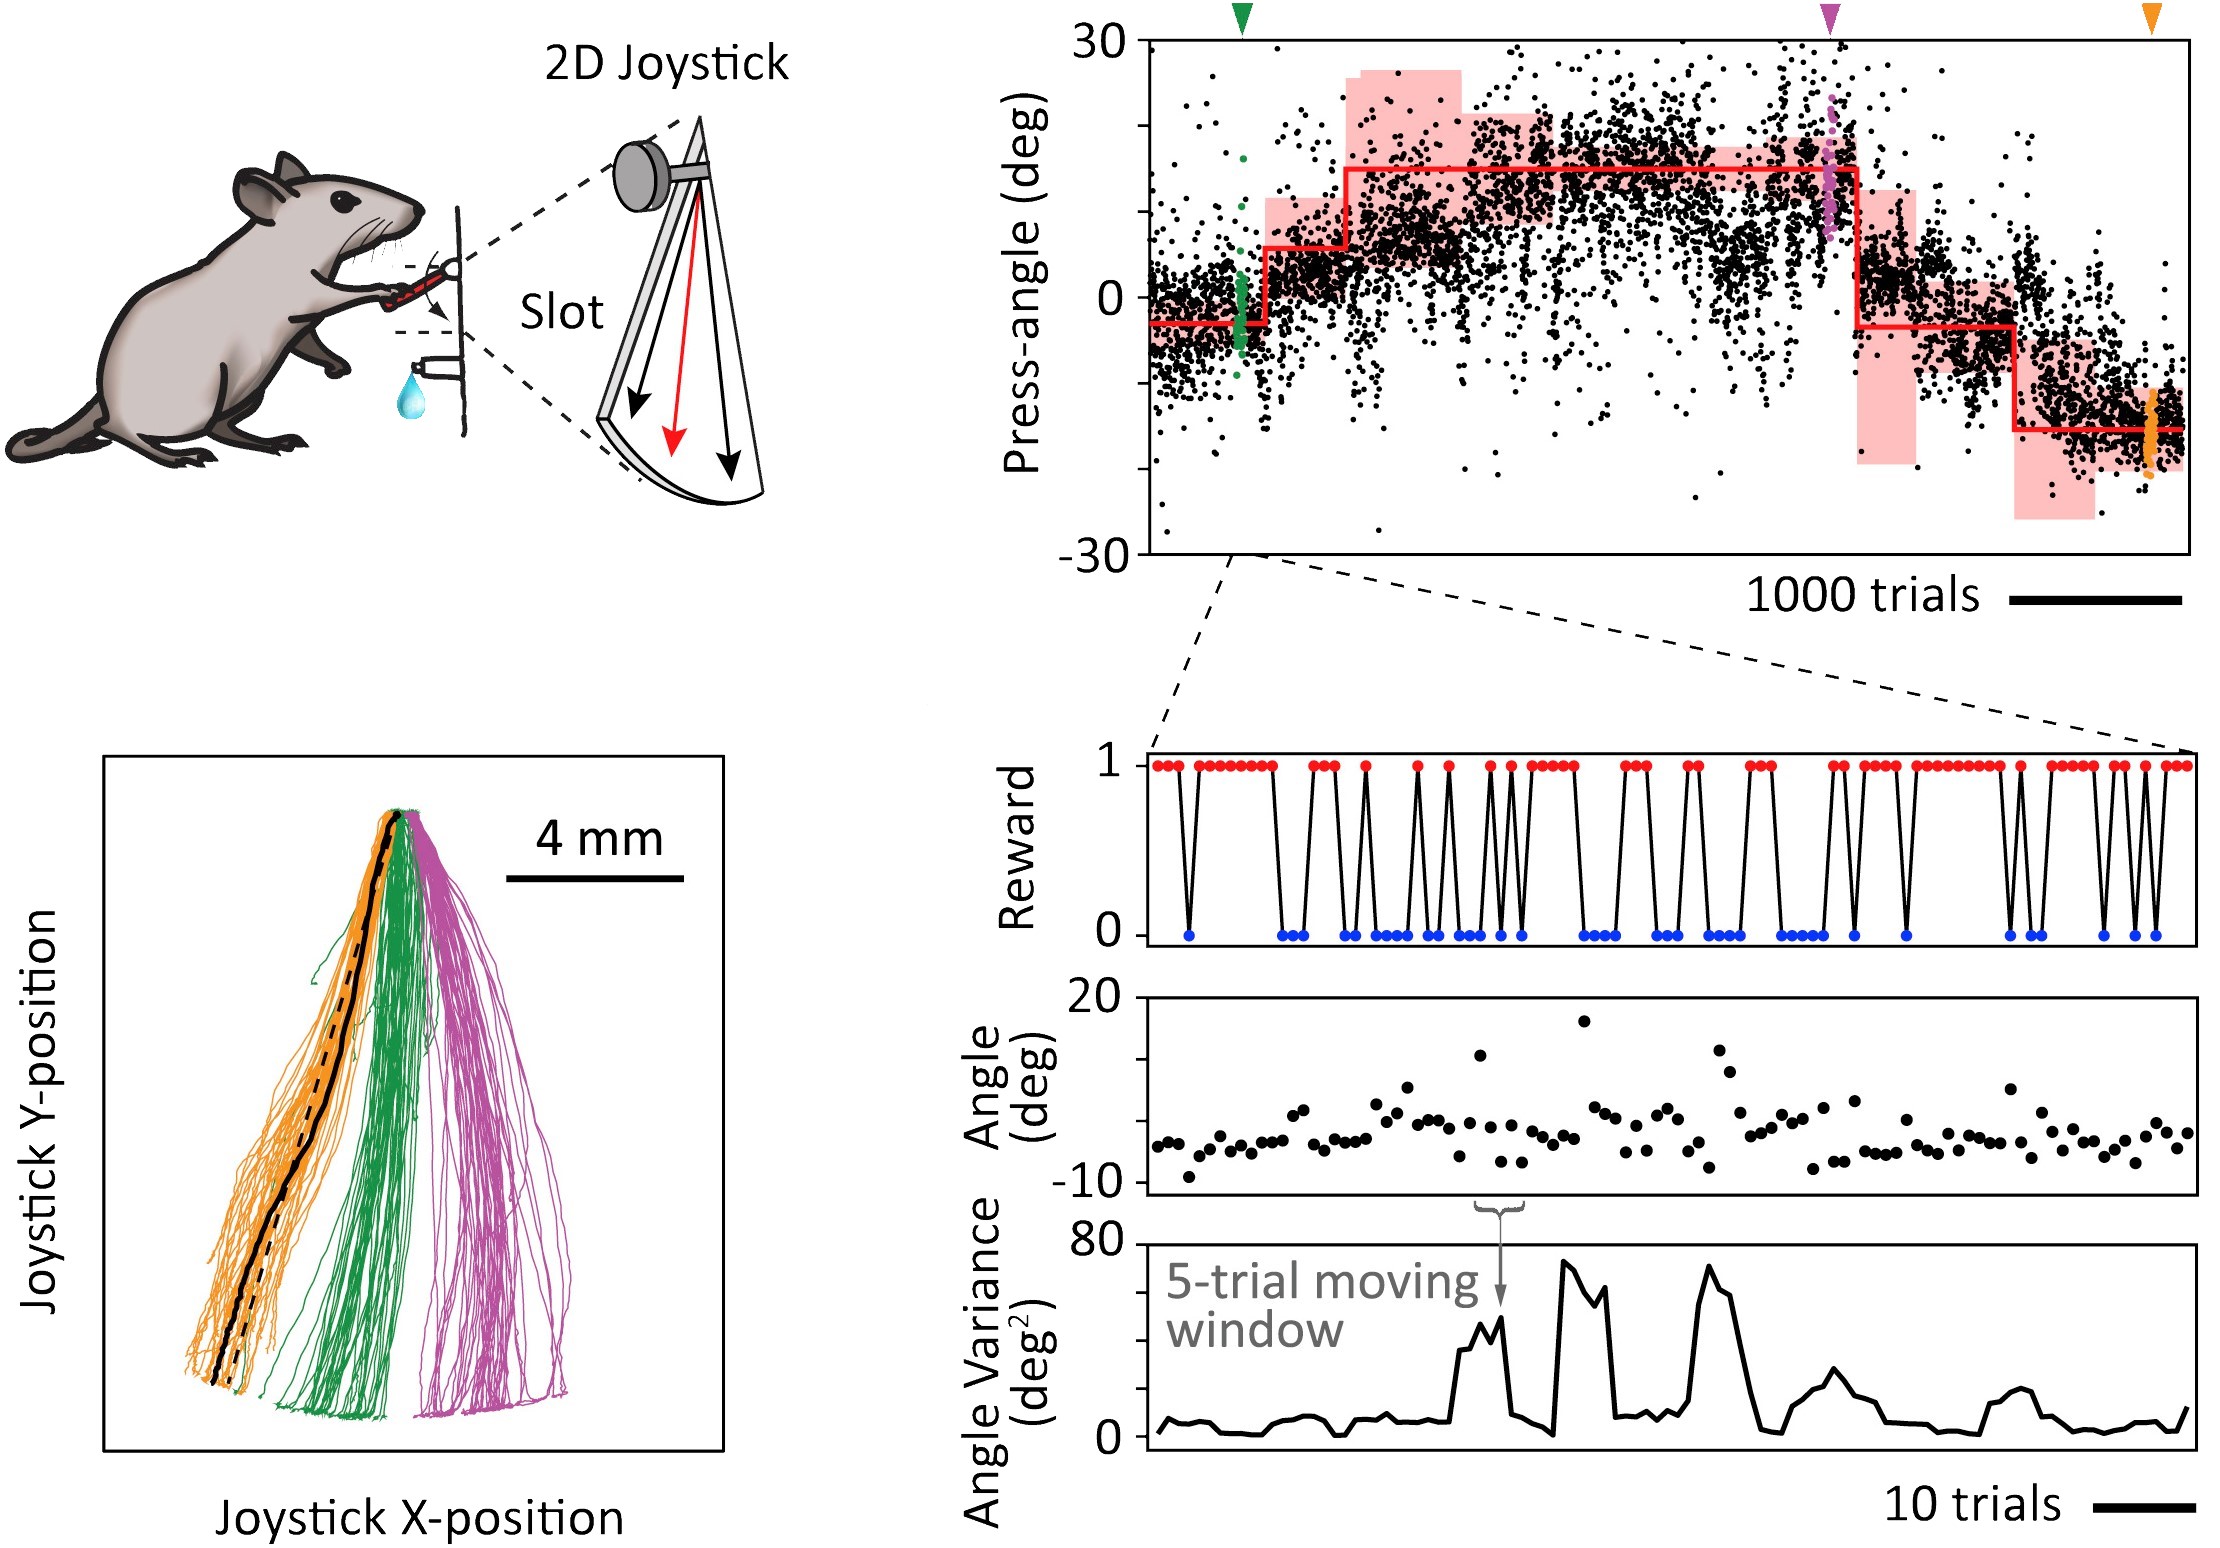 2D Joystick
Slot
30
0
-30
Press-angle (deg)
1000 trials
4 mm
Joystick Y-position
Joystick X-position
1
0
Reward
20
-10
Angle
(deg)
80
0
Angle Variance
(deg²)
5-trial moving
window
10 trials